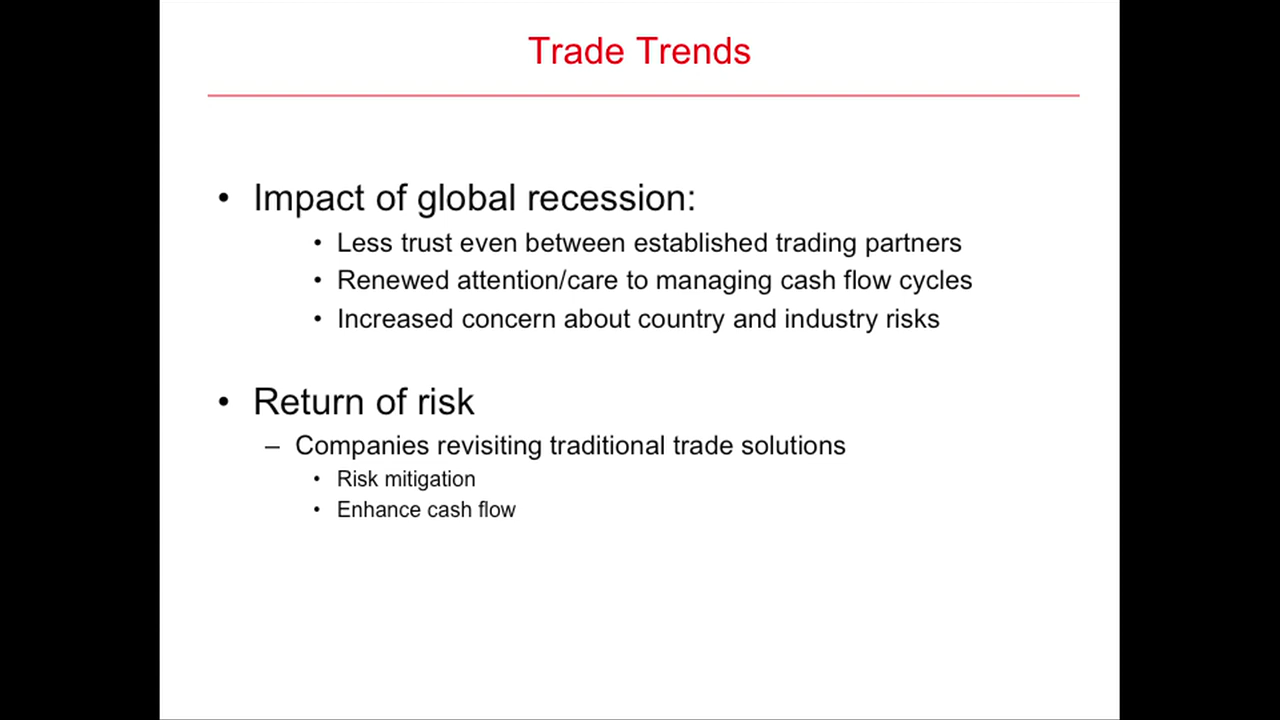 Trade Trends
• Impact of global recession:
• Less trust even between established trading partners
• Renewed attention/care to managing cash flow cycles
• Increased concern about country and industry risks
• Return of risk
– Companies revisiting traditional trade solutions
• Risk mitigation
• Enhance cash flow